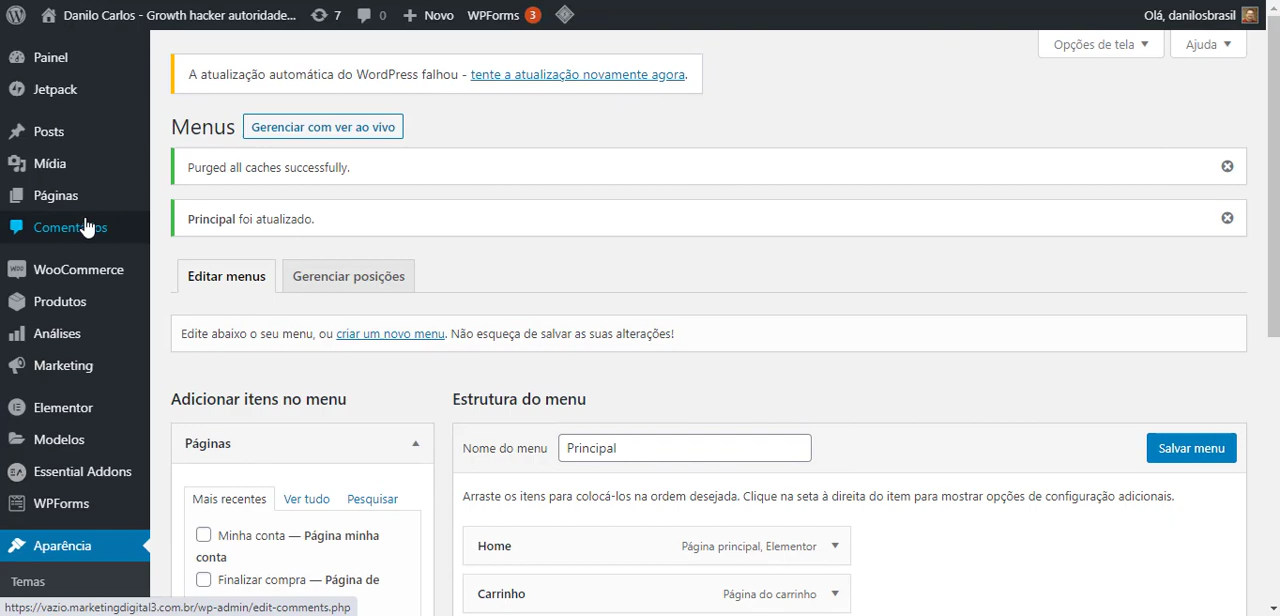 Danilo Carlos - Growth hacker autoridade... 7 0 Novo WPForms 3 Olá, danilosbrasil
Opções de tela Ajuda
Painel
Jetpack
Posts
Mídia
Páginas
Comentários
WooCommerce
Produtos
Análises
Marketing
Elementor
Modelos
Essential Addons
WPForms
Aparência
Temas
A atualização automática do WordPress falhou - tente a atualização novamente agora.
Menus Gerenciar com ver ao vivo
Purged all caches successfully.
Principal foi atualizado.
Editar menus Gerenciar posições
Edite abaixo o seu menu, ou criar um novo menu. Não esqueça de salvar as suas alterações!
Adicionar itens no menu
Páginas
Mais recentes Ver tudo Pesquisar
Minha conta — Página minha
conta
Finalizar compra — Página de
Estrutura do menu
Nome do menu Principal Salvar menu
Arraste os itens para colocá-los na ordem desejada. Clique na seta à direita do item para mostrar opções de configuração adicionais.
Home Página principal, Elementor
Carrinho Página do carrinho
https://vazio.marketingdigital3.com.br/wp-admin/edit-comments.php